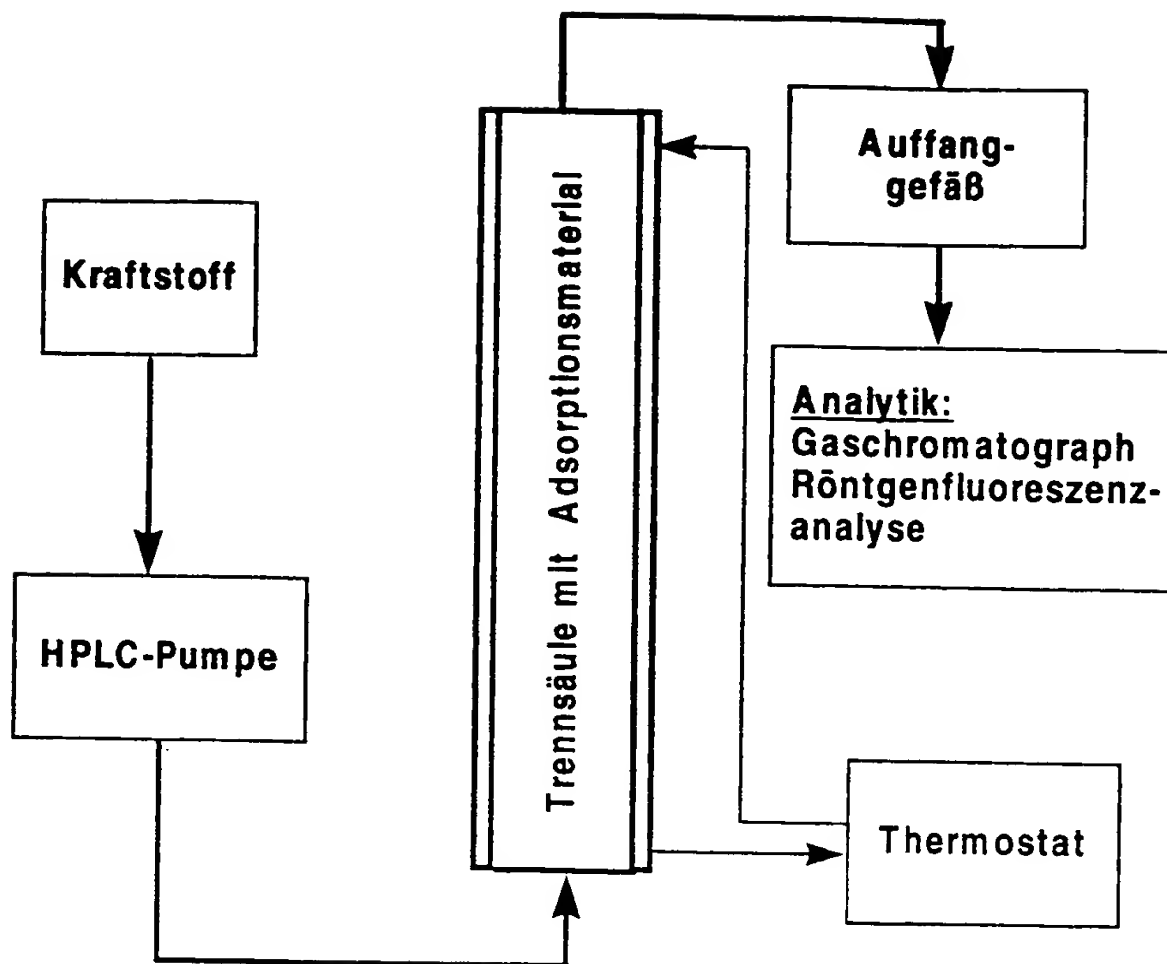 Kraftstoff
HPLC-Pumpe
Trennsäule mit Adsorptionsmaterial
Auffang-
gefäß
Analytik:
Gaschromatograph
Röntgenfluoreszenz-
analyse
Thermostat